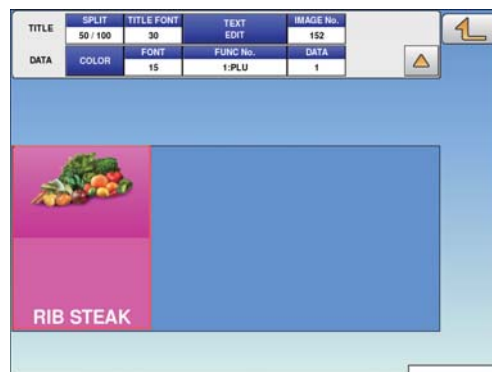 TITLE SPLIT TITLE FONT TEXT EDIT IMAGE No.
50 / 100 30 152
DATA COLOR FONT FUNC No. DATA
15 1:PLU 1
RIB STEAK